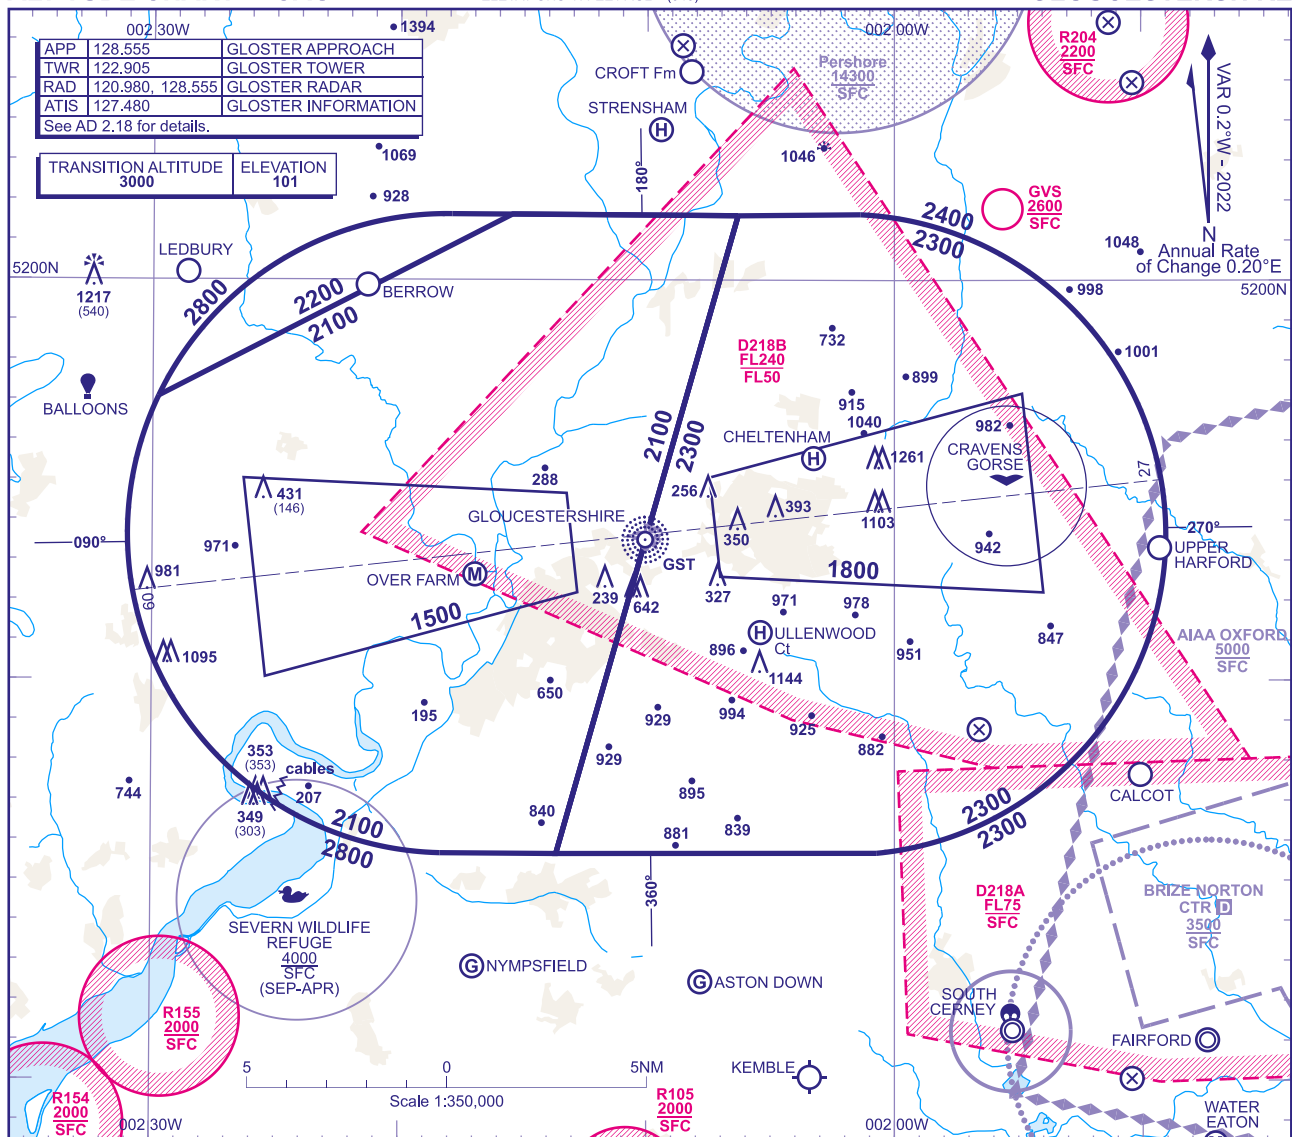 002 30W
002 00W
1394
APP 128.555 GLOSTER APPROACH
TWR 122.905 GLOSTER TOWER
RAD 120.980, 128.555 GLOSTER RADAR
ATIS 127.480 GLOSTER INFORMATION
See AD 2.18 for details.
TRANSITION ALTITUDE
3000
ELEVATION
101
1069
928
CROFT Fm
STRENSHAM
H
Pershore
14300
SFC
R204
2200
SFC
VAR 0.2°W - 2022
N
Annual Rate
of Change 0.20°E
1046
180°
GVS
2600
SFC
1048
2400
2300
LEDBURY
5200N
5200N
1217
(540)
2800
2200
2100
BERROW
998
732
1001
D218B
FL240
FL50
899
915
1040
BALLOONS
2100
2300
CHELTENHAM
H
982
CRAVENS
GORSE
1261
27
288
431
(146)
256
393
1103
350
GLOUCESTERSHIRE
GST
942
090°
971
270°
UPPER
HARFORD
981
09
OVER FARM
M
1800
239
642
327
971
978
1500
H
ULLENWOOD
Ct
847
896
951
AIAA OXFORD
5000
SFC
1095
1144
650
195
929
994
925
882
929
353
(353)
cables
207
349
(303)
744
895
CALCOT
2300
2300
2100
2800
840
839
881
360°
D218A
FL75
SFC
BRIZE NORTON
CTR D
3500
SFC
SEVERN WILDLIFE
REFUGE
4000
SFC
(SEP-APR)
G NYMPSFIELD
G ASTON DOWN
SOUTH
CERNEY
R155
2000
SFC
FAIRFORD
KEMBLE
5 0 5NM
Scale 1:350,000
R154
2000
SFC
R105
2000
SFC
002 30W
002 00W
WATER
EATON